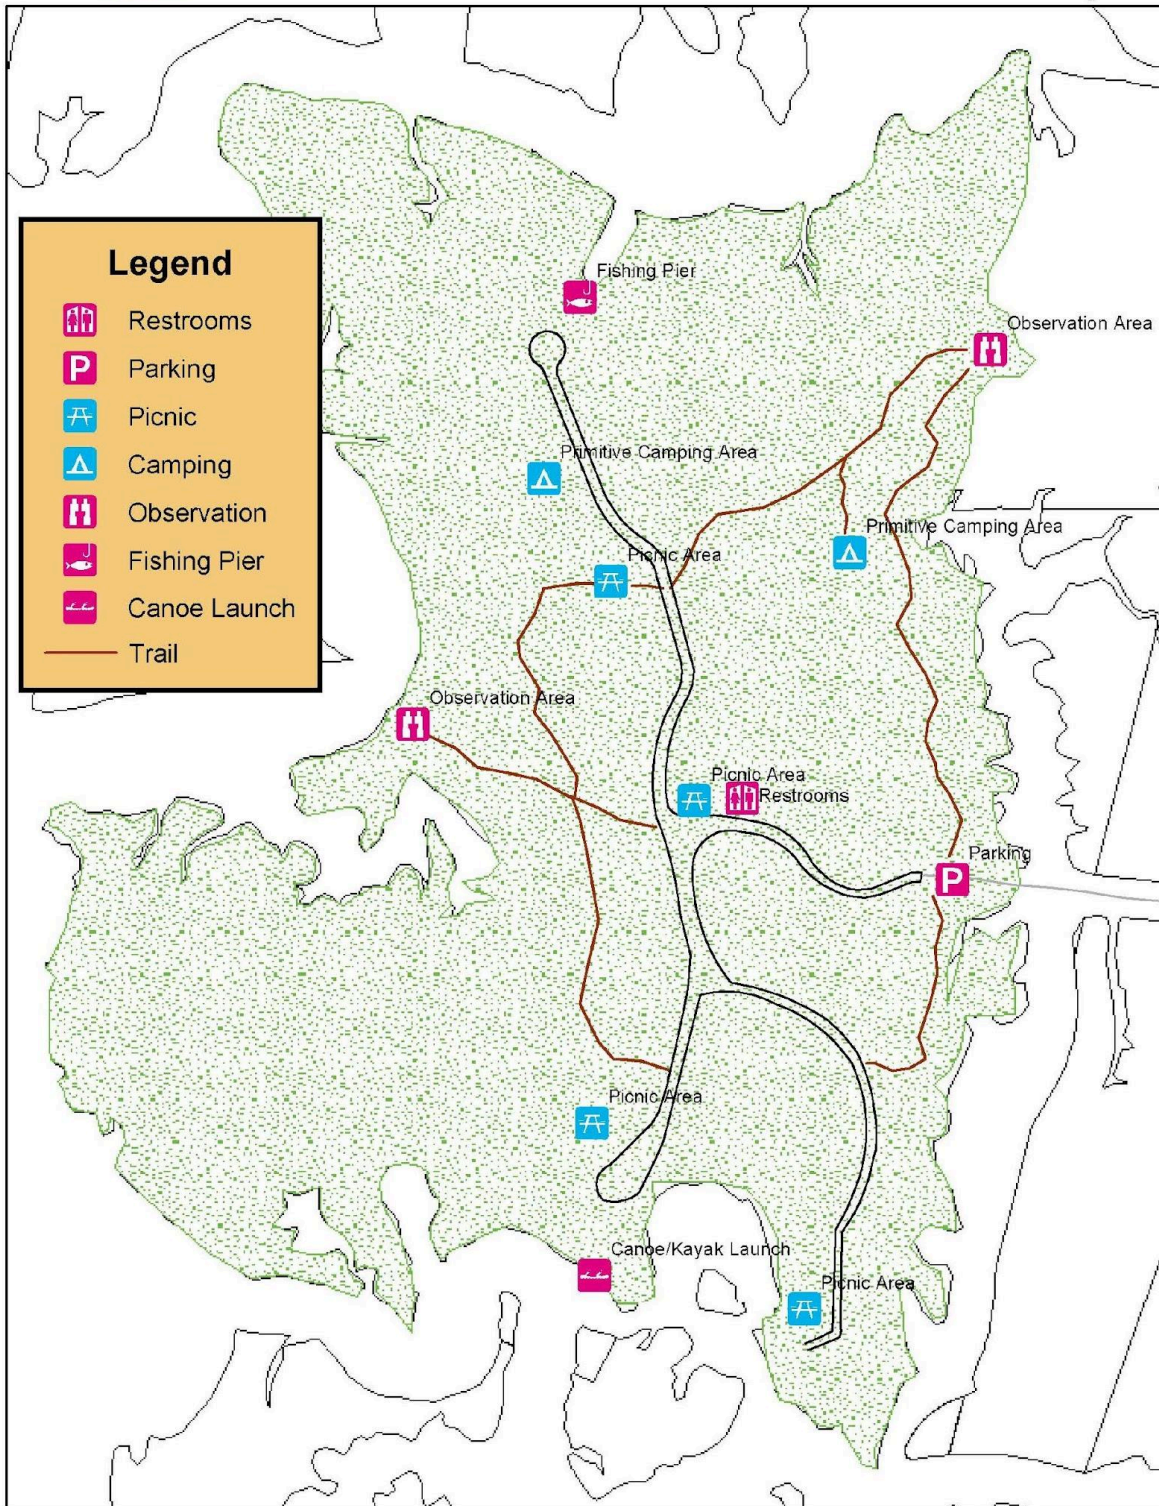 Legend
Restrooms
P Parking
Picnic
Camping
Observation
Fishing Pier
Canoe Launch
Trail
Fishing Pier
Observation Area
Primitive Camping Area
Primitive Camping Area
Picnic Area
Observation Area
Picnic Area
Restrooms
Parking
P
Picnic Area
Canoe/Kayak Launch
Picnic Area